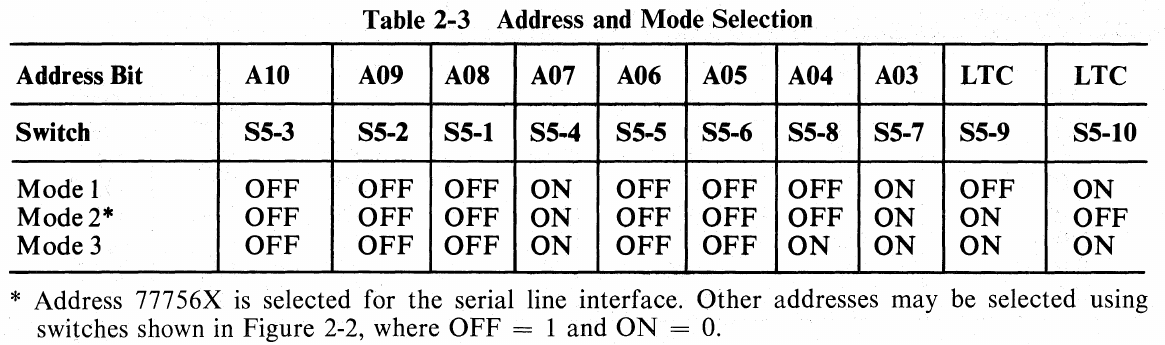 Table 2-3 Address and Mode Selection
Address Bit A10 A09 A08 A07 A06 A05 A04 A03 LTC LTC
Switch S5-3 S5-2 S5-1 S5-4 S5-5 S5-6 S5-8 S5-7 S5-9 S5-10
Mode 1 OFF OFF OFF ON OFF OFF OFF ON OFF ON
Mode 2* OFF OFF OFF ON OFF OFF OFF ON ON OFF
Mode 3 OFF OFF OFF ON OFF OFF ON ON ON ON
* Address 77756X is selected for the serial line interface. Other addresses may be selected using
switches shown in Figure 2-2, where OFF = 1 and ON = 0.